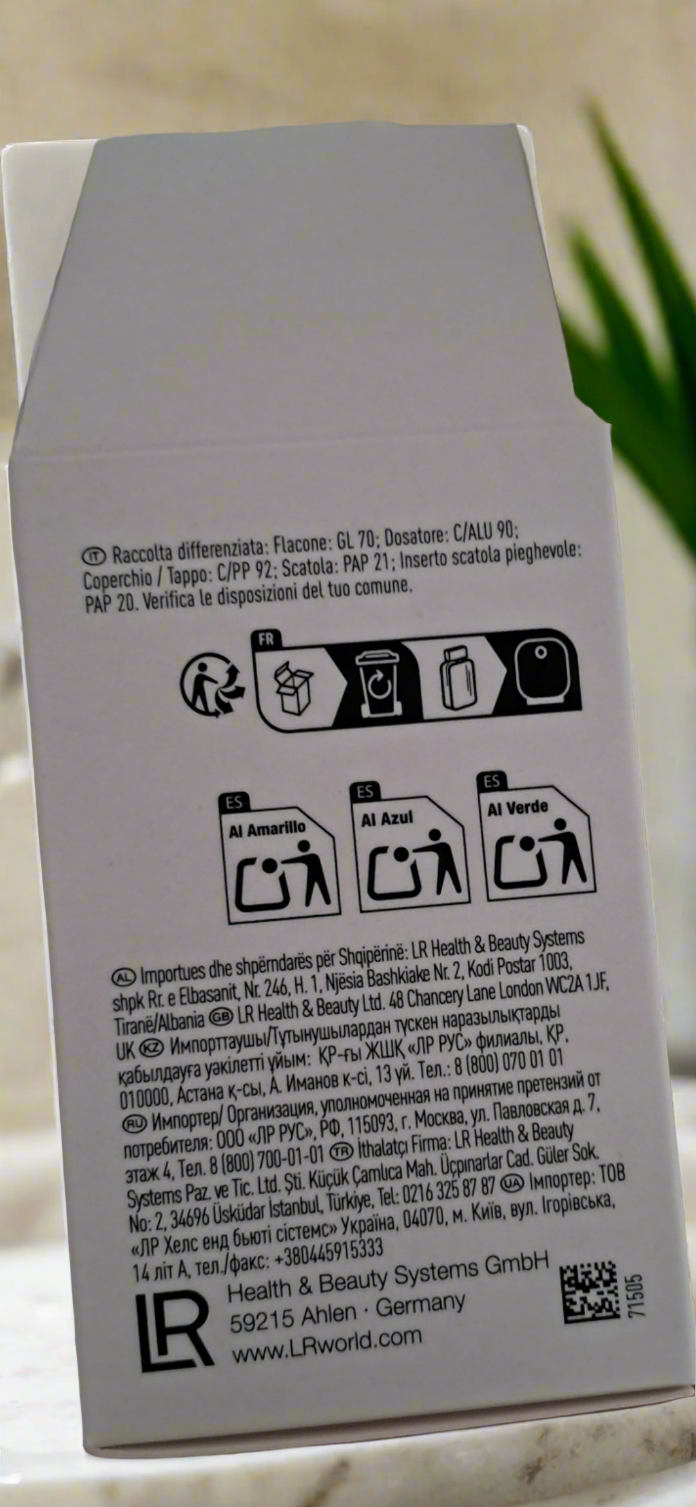 IT Raccolta differenziata: Flacone: GL 70; Dosatore: C/ALU 90;
Coperchio / Tappo: C/PP 92; Scatola: PAP 21; Inserto scatola pieghevole:
PAP 20. Verifica le disposizioni del tuo comune.
FR
ES
Al Amarillo
ES
Al Azul
ES
Al Verde
AL Importues dhe shpërndarës për Shqipërinë: LR Health & Beauty Systems
shpk Rr. e Elbasanit, Nr. 246, H. 1, Njësia Bashkiake Nr. 2, Kodi Postar 1003,
Tiranë/Albania GB LR Health & Beauty Ltd. 48 Chancery Lane London WC2A 1JF,
UK KZ Импорттаушы/Тұтынушылардан түскен наразылықтарды
қабылдауға уәкілетті ұйым: ҚР-ғы ЖШҚ «ЛР РУС» филиалы, ҚР,
010000, Астана қ-сы, А. Иманов к-сі, 13 үй. Тел.: 8 (800) 070 01 01
RU Импортер/ Организация, уполномоченная на принятие претензий от
потребителя: ООО «ЛР РУС», РФ, 115093, г. Москва, ул. Павловская д. 7,
этаж 4, Тел. 8 (800) 700-01-01 TR İthalatçı Firma: LR Health & Beauty
Systems Paz. ve Tic. Ltd. Şti. Küçük Çamlıca Mah. Üçpınarlar Cad. Güler Sok.
No: 2, 34696 Üsküdar İstanbul, Türkiye, Tel: 0216 325 87 87 UA Імпортер: ТОВ
«ЛР Хелс енд бьюті сістемс» Україна, 04070, м. Київ, вул. Ігорівська,
14 літ А, тел./факс: +380445915333
LR Health & Beauty Systems GmbH
59215 Ahlen · Germany
www.LRworld.com
71505